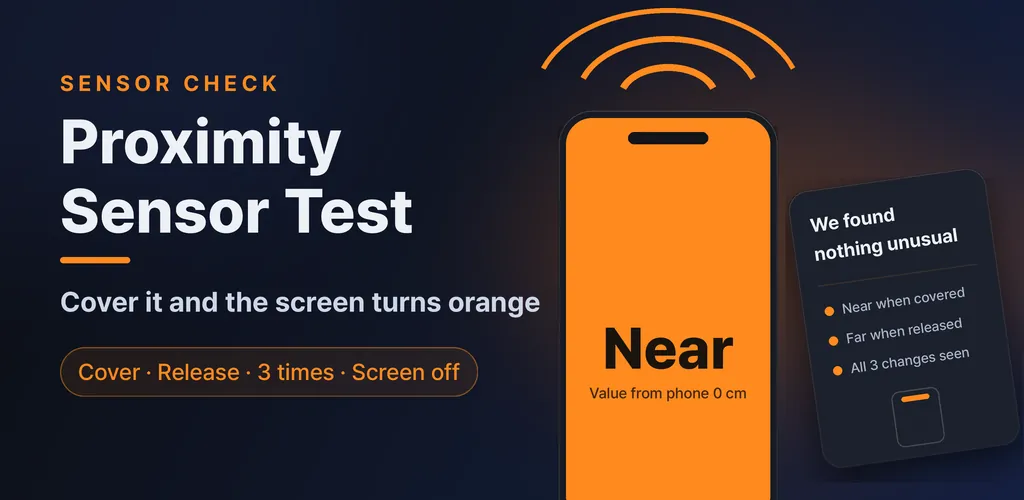 SENSOR CHECK
Proximity
Sensor Test
Cover it and the screen turns orange
Cover · Release · 3 times · Screen off
Near
Value from phone 0 cm
We found
nothing unusual
Near when covered
Far when released
All 3 changes seen